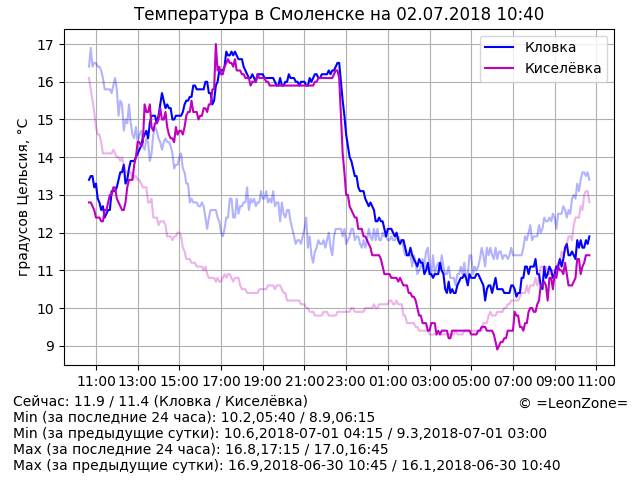 Температура в Смоленске на 02.07.2018 10:40
Кловка
Киселёвка
градусов Цельсия, °C
17
16
15
14
13
12
11
10
9
11:00 13:00 15:00 17:00 19:00 21:00 23:00 01:00 03:00 05:00 07:00 09:00 11:00
Сейчас: 11.9 / 11.4 (Кловка / Киселёвка)
© =LeonZone=
Min (за последние 24 часа): 10.2,05:40 / 8.9,06:15
Min (за предыдущие сутки): 10.6,2018-07-01 04:15 / 9.3,2018-07-01 03:00
Max (за последние 24 часа): 16.8,17:15 / 17.0,16:45
Max (за предыдущие сутки): 16.9,2018-06-30 10:45 / 16.1,2018-06-30 10:40